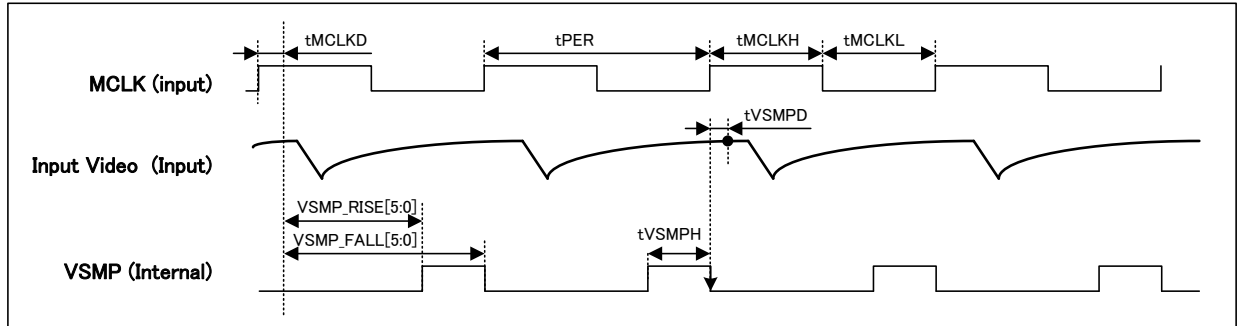 tMCLKD tPER tMCLKH tMCLKL
MCLK (input)
tVSMPD
Input Video (Input)
VSMP_RISE[5:0]
VSMP_FALL[5:0] tVSMPH
VSMP (Internal)